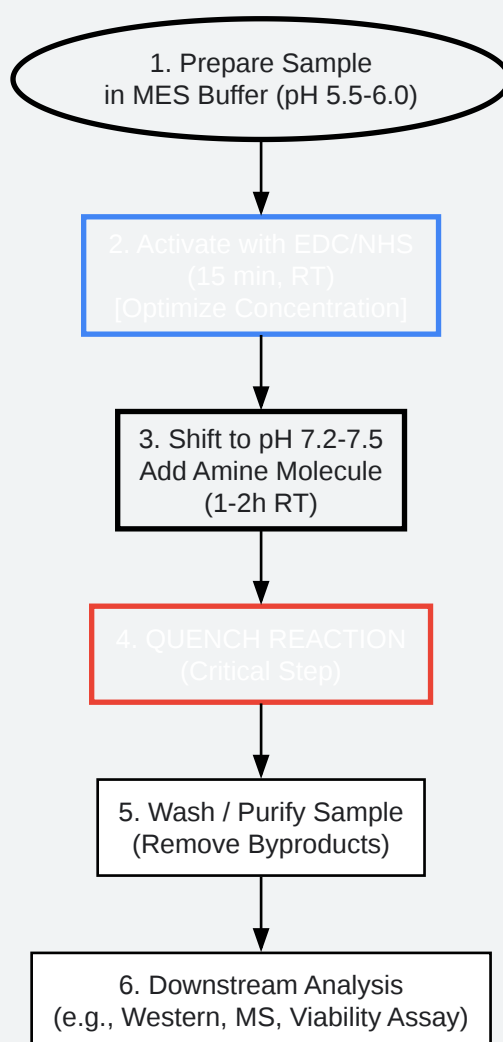 1. Prepare Sample
in MES Buffer (pH 5.5-6.0)
2. Activate with EDC/NHS
(15 min, RT)
[Optimize Concentration]
3. Shift to pH 7.2-7.5
Add Amine Molecule
(1-2h RT)
4. QUENCH REACTION
(Critical Step)
5. Wash / Purify Sample
(Remove Byproducts)
6. Downstream Analysis
(e.g., Western, MS, Viability Assay)